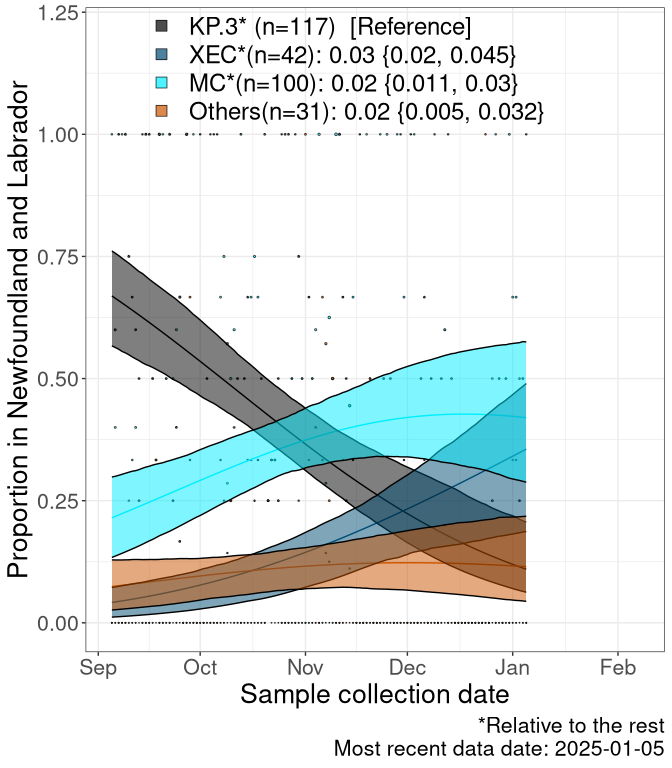 KP.3* (n=117)  [Reference]
XEC*(n=42): 0.03 {0.02, 0.045}
MC*(n=100): 0.02 {0.011, 0.03}
Others(n=31): 0.02 {0.005, 0.032}
Proportion in Newfoundland and Labrador
1.25
1.00
0.75
0.50
0.25
0.00
Sep Oct Nov Dec Jan Feb
Sample collection date
*Relative to the rest
Most recent data date: 2025-01-05